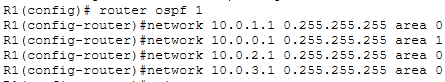 R1(config)# router ospf 1
R1(config-router)#network 10.0.1.1 0.255.255.255 area 0
R1(config-router)#network 10.0.0.1 0.255.255.255 area 1
R1(config-router)#network 10.0.2.1 0.255.255.255 area 0
R1(config-router)#network 10.0.3.1 0.255.255.255 area 0